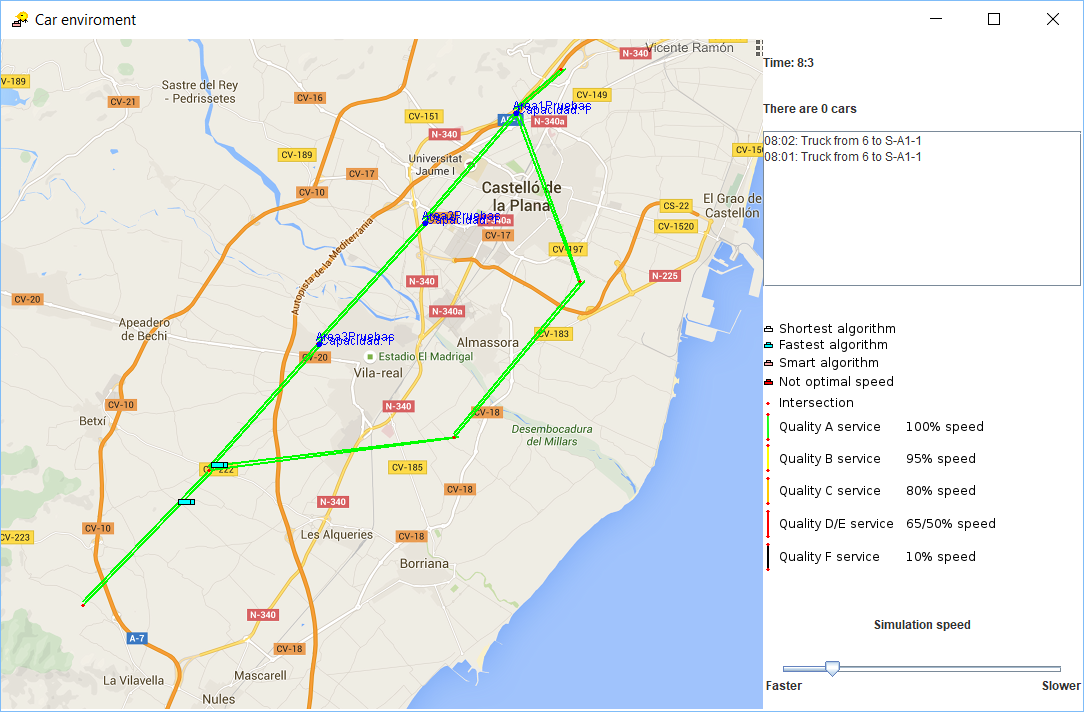 Car enviroment
Vicente Ramón
N-340
V-189
Sastre del Rey
- Pedrissetes
CV-21
CV-16
CV-149
Area1Pruebas
Capacidad: 1
CV-151
N-340a
N-340
CV-189
Universitat
Jaume I
CV-17
CV-10
Castelló de
la Plana
CV-17
CS-22
CV-1520
El Grao de
Castellón
Area2Pruebas
Capacidad: 1
CV-197
Autopista de la Mediterrània
N-225
N-340
CV-20
N-340a
Apeadero
de Bechi
Area3Pruebas
Capacidad: 1
CV-20
Estadio El Madrigal
Almassora
CV-183
Vila-real
CV-10
N-340
CV-18
Betxí
Desembocadura
del Millars
CV-222
CV-185
CV-18
N-340
CV-10
CV-223
Les Alqueries
CV-18
Borriana
N-340
A-7
CV-18
La Vilavella
Mascarell
Nules
Time: 8:3
There are 0 cars
08:02: Truck from 6 to S-A1-1
08:01: Truck from 6 to S-A1-1
Shortest algorithm
Fastest algorithm
Smart algorithm
Not optimal speed
Intersection
Quality A service 100% speed
Quality B service 95% speed
Quality C service 80% speed
Quality D/E service 65/50% speed
Quality F service 10% speed
Simulation speed
Faster Slower